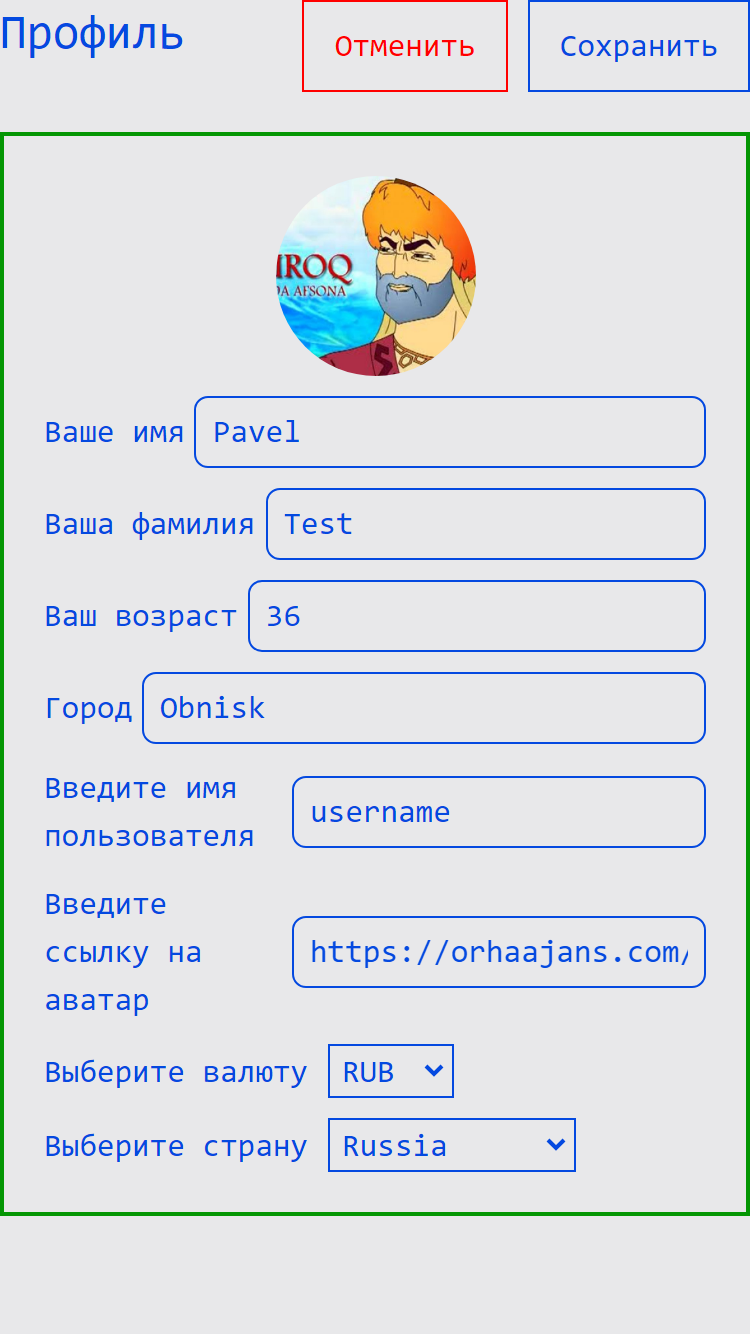 Профиль
Отменить
Сохранить
IROQ
DA AFSONA
Ваше имя Pavel
Ваша фамилия Test
Ваш возраст 36
Город Obnisk
Введите имя
пользователя
username
Введите
ссылку на
аватар
https://orhaajans.com/
Выберите валюту RUB
Выберите страну Russia